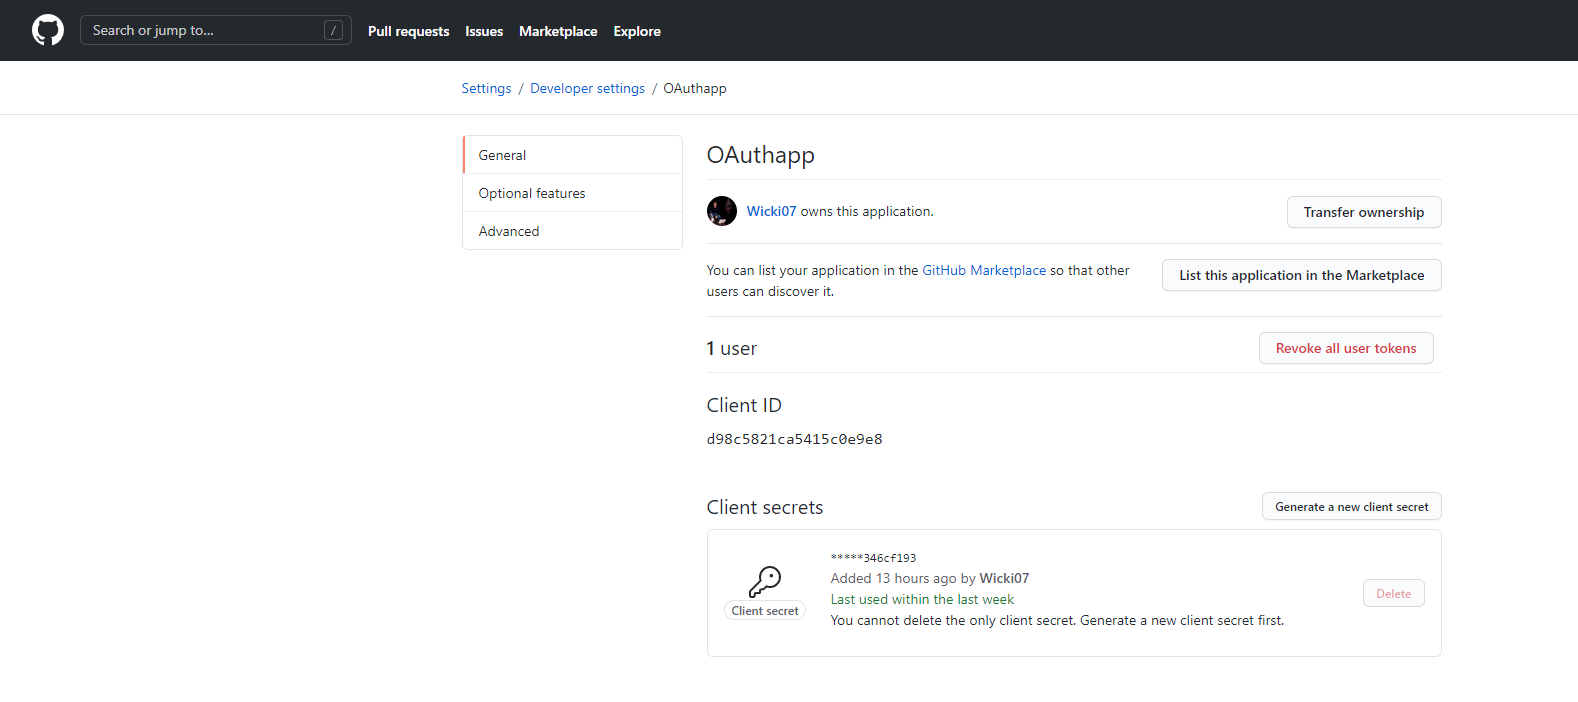 Search or jump to... /
Pull requests Issues Marketplace Explore
Settings / Developer settings / OAuthapp
General
Optional features
Advanced
OAuthapp
Wicki07 owns this application.
Transfer ownership
You can list your application in the GitHub Marketplace so that other
users can discover it.
List this application in the Marketplace
1 user
Revoke all user tokens
Client ID
d98c5821ca5415c0e9e8
Client secrets
Generate a new client secret
Client secret
*****346cf193
Added 13 hours ago by Wicki07
Last used within the last week
You cannot delete the only client secret. Generate a new client secret first.
Delete